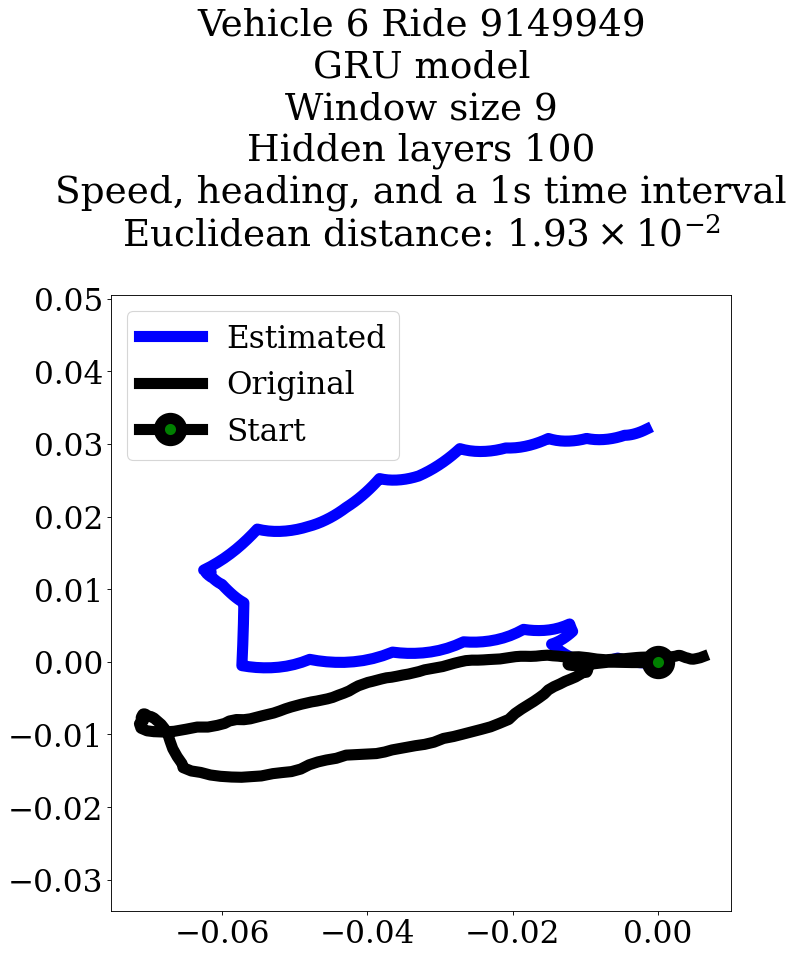 Vehicle 6 Ride 9149949
GRU model
Window size 9
Hidden layers 100
Speed, heading, and a 1s time interval
Euclidean distance: 1.93 × 10⁻²
0.05
0.04
0.03
0.02
0.01
0.00
−0.01
−0.02
−0.03
Estimated
Original
Start
−0.06 −0.04 −0.02 0.00